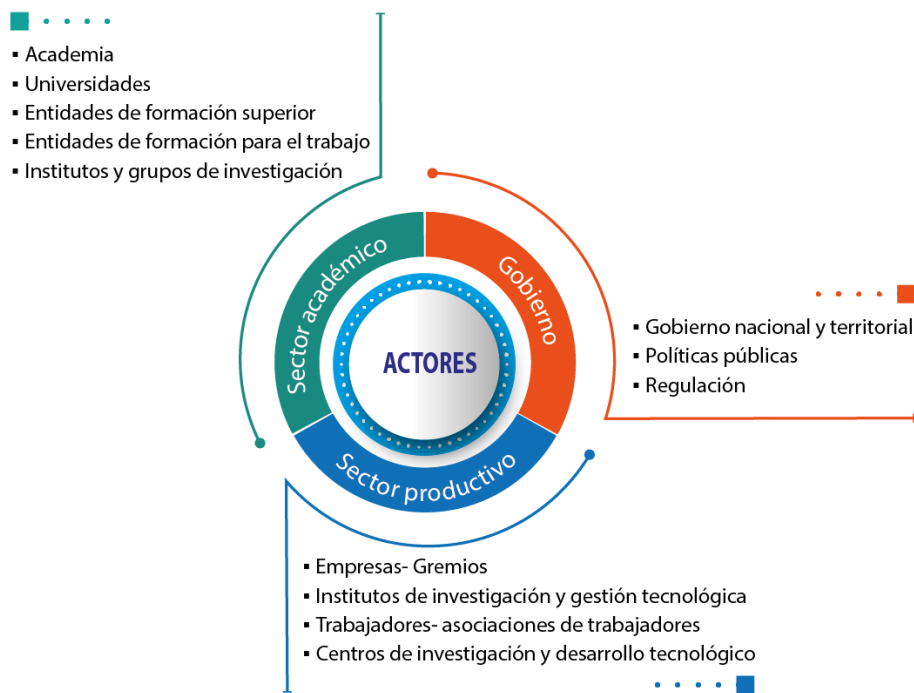 ▪ Academia
▪ Universidades
▪ Entidades de formación superior
▪ Entidades de formación para el trabajo
▪ Institutos y grupos de investigación
Sector académico
Gobierno
ACTORES
Sector productivo
▪ Gobierno nacional y territorial
▪ Políticas públicas
▪ Regulación
▪ Empresas- Gremios
▪ Institutos de investigación y gestión tecnológica
▪ Trabajadores- asociaciones de trabajadores
▪ Centros de investigación y desarrollo tecnológico